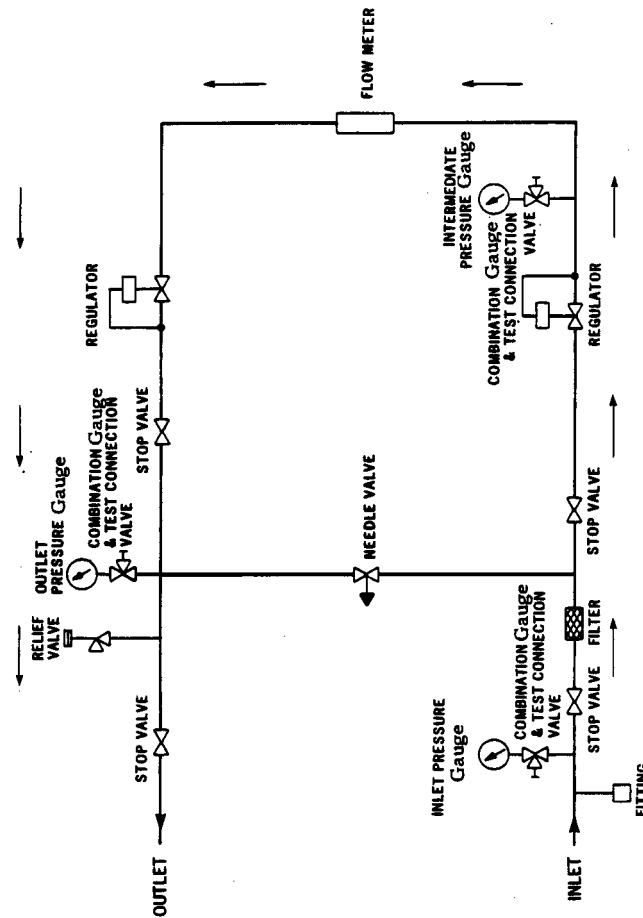 FLOW METER
REGULATOR
INTERMEDIATE
PRESSURE Gauge
COMBINATION Gauge
& TEST CONNECTION
VALVE
REGULATOR
STOP VALVE
OUTLET
PRESSURE Gauge
COMBINATION Gauge
& TEST CONNECTION
VALVE
NEEDLE VALVE
STOP VALVE
RELIEF
VALVE
STOP VALVE
INLET PRESSURE
Gauge
COMBINATION Gauge
& TEST CONNECTION
VALVE
STOP VALVE
FILTER
OUTLET
INLET
FITTING